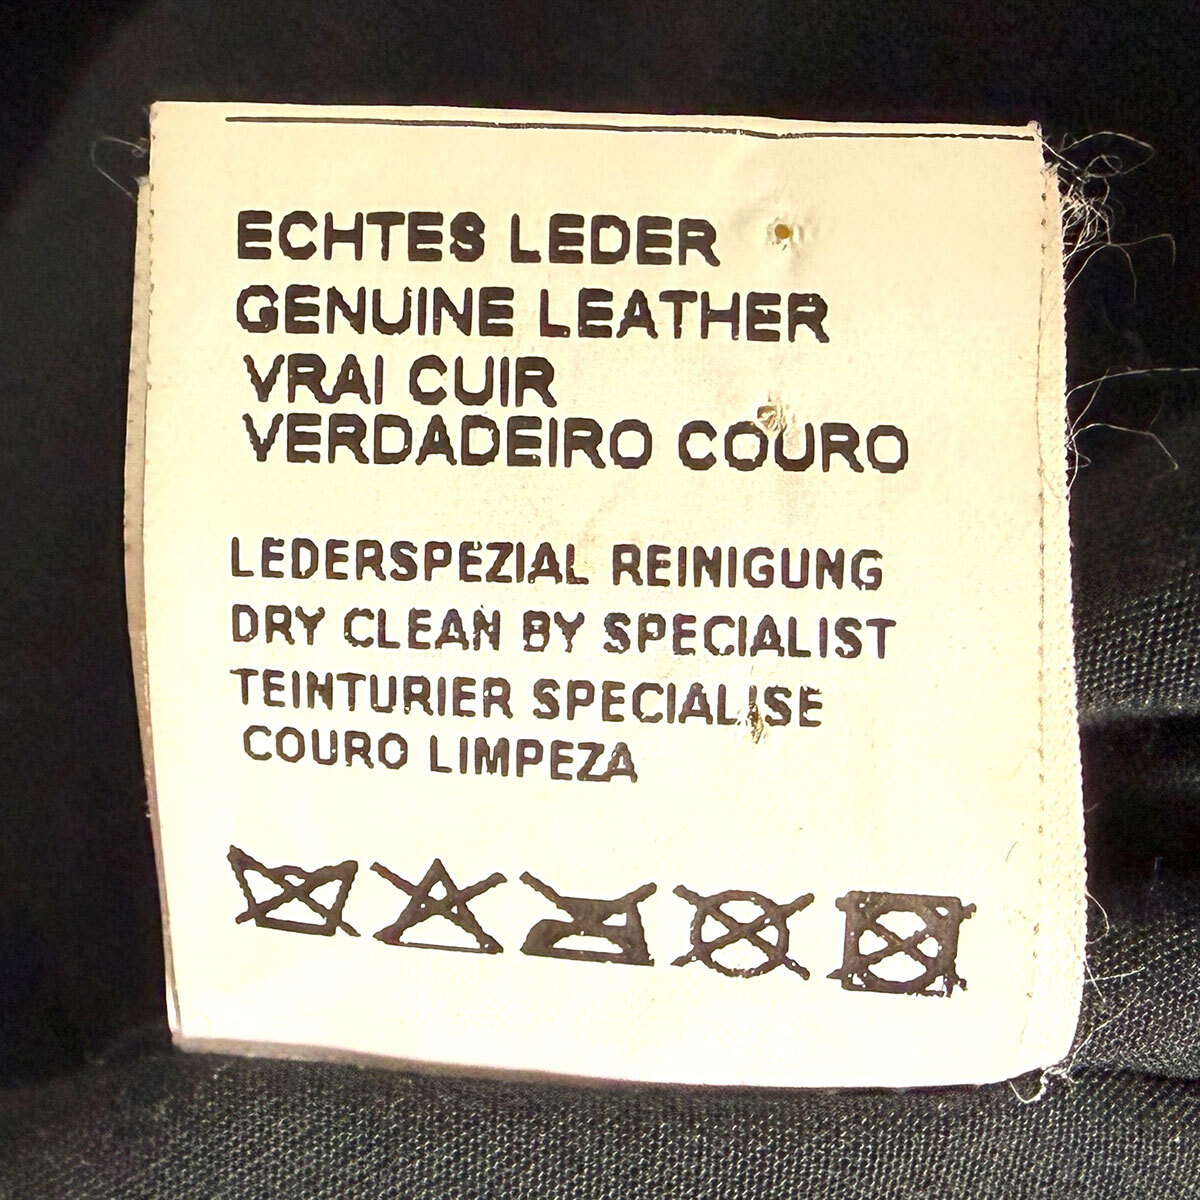 ECHTES LEDER
GENUINE LEATHER
VRAI CUIR
VERDADEIRO COURO
LEDERSPEZIAL REINIGUNG
DRY CLEAN BY SPECIALIST
TEINTURIER SPECIALISE
COURO LIMPEZA